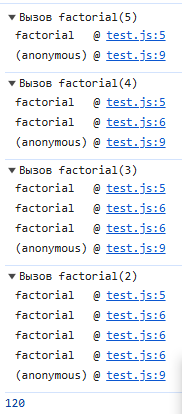 ▼ Вызов factorial(5)
factorial @ test.js:5
(anonymous) @ test.js:9
▼ Вызов factorial(4)
factorial @ test.js:5
factorial @ test.js:6
(anonymous) @ test.js:9
▼ Вызов factorial(3)
factorial @ test.js:5
factorial @ test.js:6
factorial @ test.js:6
(anonymous) @ test.js:9
▼ Вызов factorial(2)
factorial @ test.js:5
factorial @ test.js:6
factorial @ test.js:6
factorial @ test.js:6
(anonymous) @ test.js:9
120